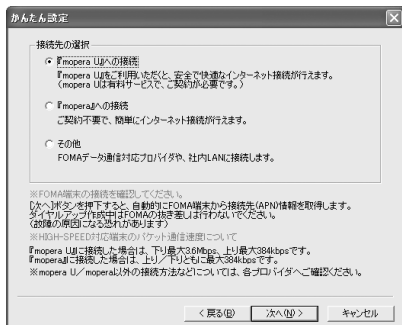 かんたん設定
接続先の選択
『mopera U』への接続
『mopera U』をご利用いただくと、安全で快適なインターネット接続が行えます。
(mopera Uは有料サービスで、ご契約が必要です。)
『mopera』への接続
ご契約不要で、簡単にインターネット接続が行えます。
その他
FOMAデータ通信対応プロバイダや、社内LANに接続します。
※FOMA端末の接続を確認してください。
[次へ]ボタンを押下すると、自動的にFOMA端末から接続先(APN)情報を取得します。
ダイヤルアップ作成中はFOMAの抜き差しは行わないでください。
(故障の原因になる恐れがあります)
※HIGH-SPEED対応端末のパケット通信速度について
『mopera U』に接続した場合は、下り最大3.6Mbps、上り最大384kbpsです。
『mopera』に接続した場合は、上り/下りともに最大384kbpsです。
※mopera U/mopera以外の接続方法などについては、各プロバイダへご確認ください。
< 戻る(B) 次へ(N) > キャンセル